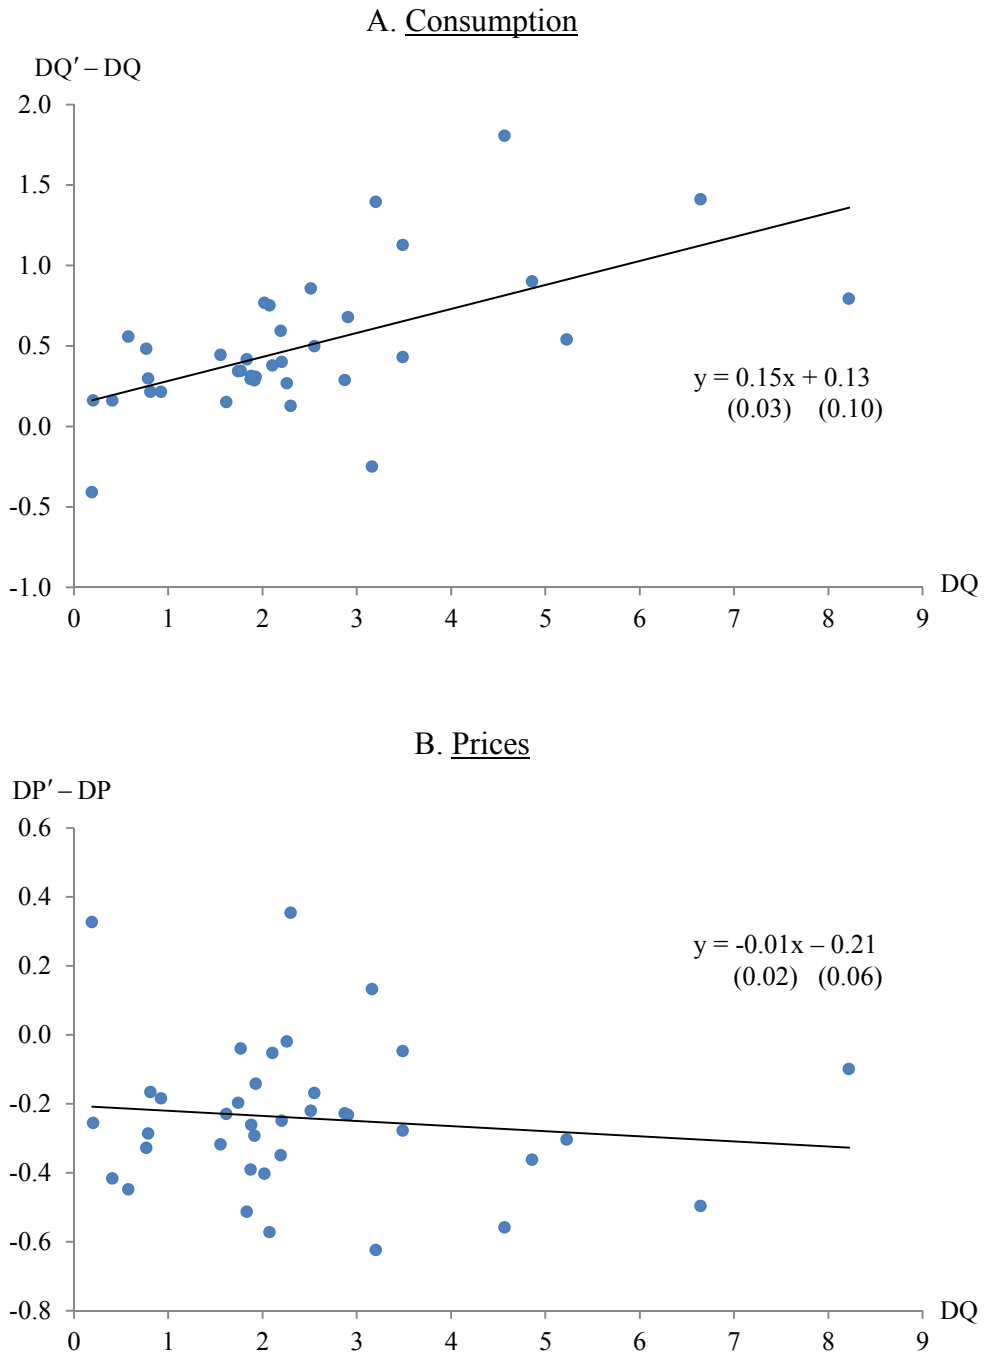 A. Consumption
DQ′ – DQ
2.0
1.5
1.0
0.5
0.0
-0.5
-1.0
y = 0.15x + 0.13
(0.03) (0.10)
DQ
0 1 2 3 4 5 6 7 8 9
B. Prices
DP′ – DP
0.6
0.4
0.2
0.0
-0.2
-0.4
-0.6
-0.8
y = -0.01x – 0.21
(0.02) (0.06)
DQ
0 1 2 3 4 5 6 7 8 9